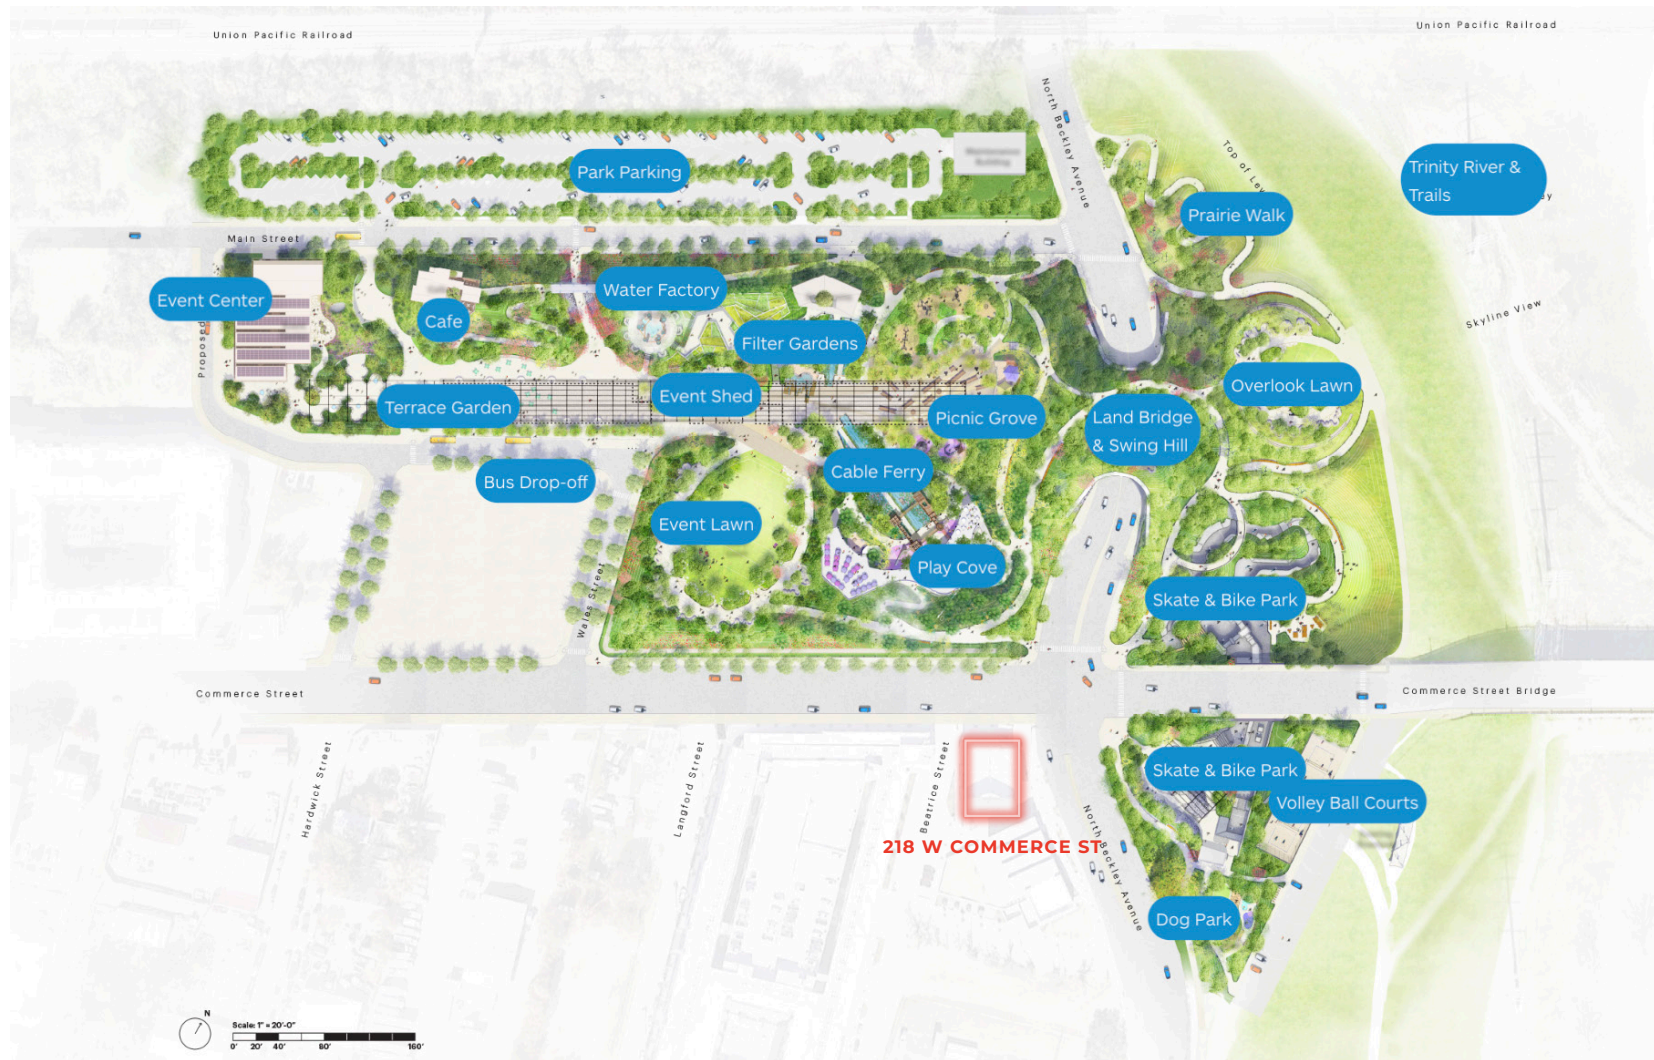 Union Pacific Railroad
Union Pacific Railroad
North Beckley Avenue
Park Parking
Maintenance
Building
Top of
Trinity River &
Trails
Prairie Walk
Main Street
Event Center
Water Factory
Cafe
Skyline View
Filter Gardens
Proposed
Overlook Lawn
Event Shed
Terrace Garden
Picnic Grove
Land Bridge
& Swing Hill
Cable Ferry
Bus Drop-off
Event Lawn
Play Cove
Wales Street
Skate & Bike Park
Commerce Street
Commerce Street Bridge
Hardwick Street
Langford Street
Beatrice Street
Skate & Bike Park
Volley Ball Courts
218 W COMMERCE ST
North Beckley Avenue
Dog Park
N
Scale: 1" = 20'-0"
0' 20' 40' 80' 160'